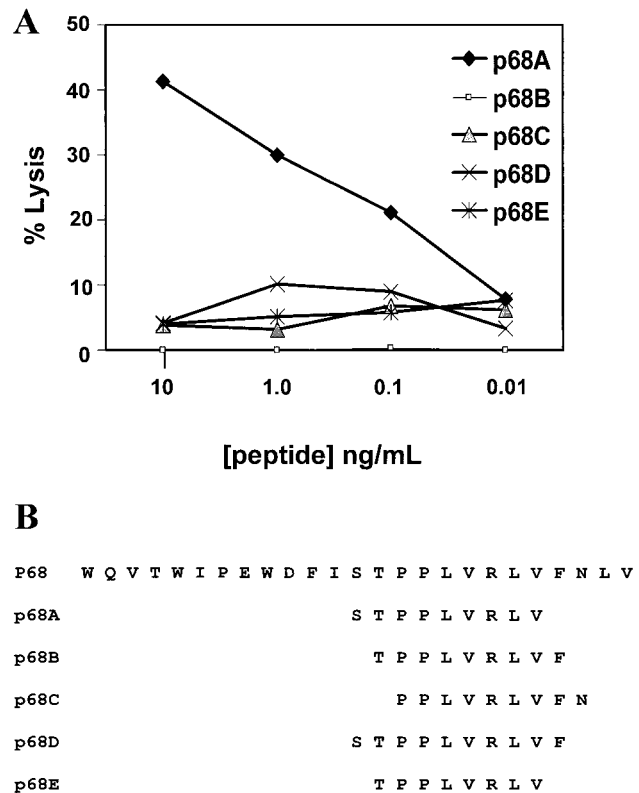 A
50
40
30
20
10
0
% Lysis
p68A
p68B
p68C
p68D
p68E
10 1.0 0.1 0.01
[peptide] ng/mL
B
P68 W Q V T W I P E W D F I S T P P L V R L V F N L V
p68A S T P P L V R L V
p68B T P P L V R L V F
p68C P P L V R L V F N
p68D S T P P L V R L V F
p68E T P P L V R L V